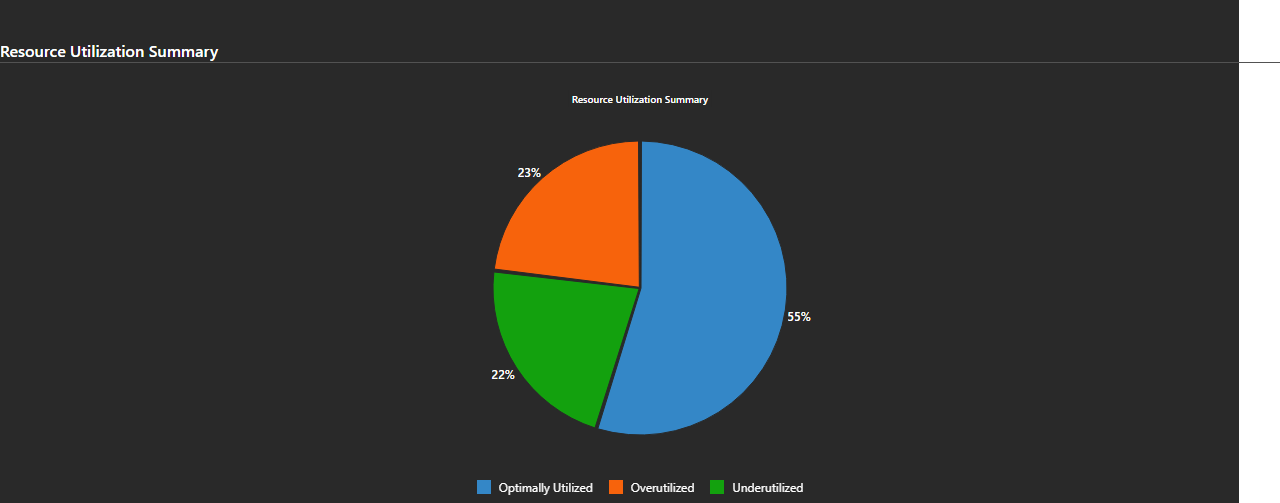 Resource Utilization Summary
Resource Utilization Summary
23%
55%
22%
Optimally Utilized Overutilized Underutilized